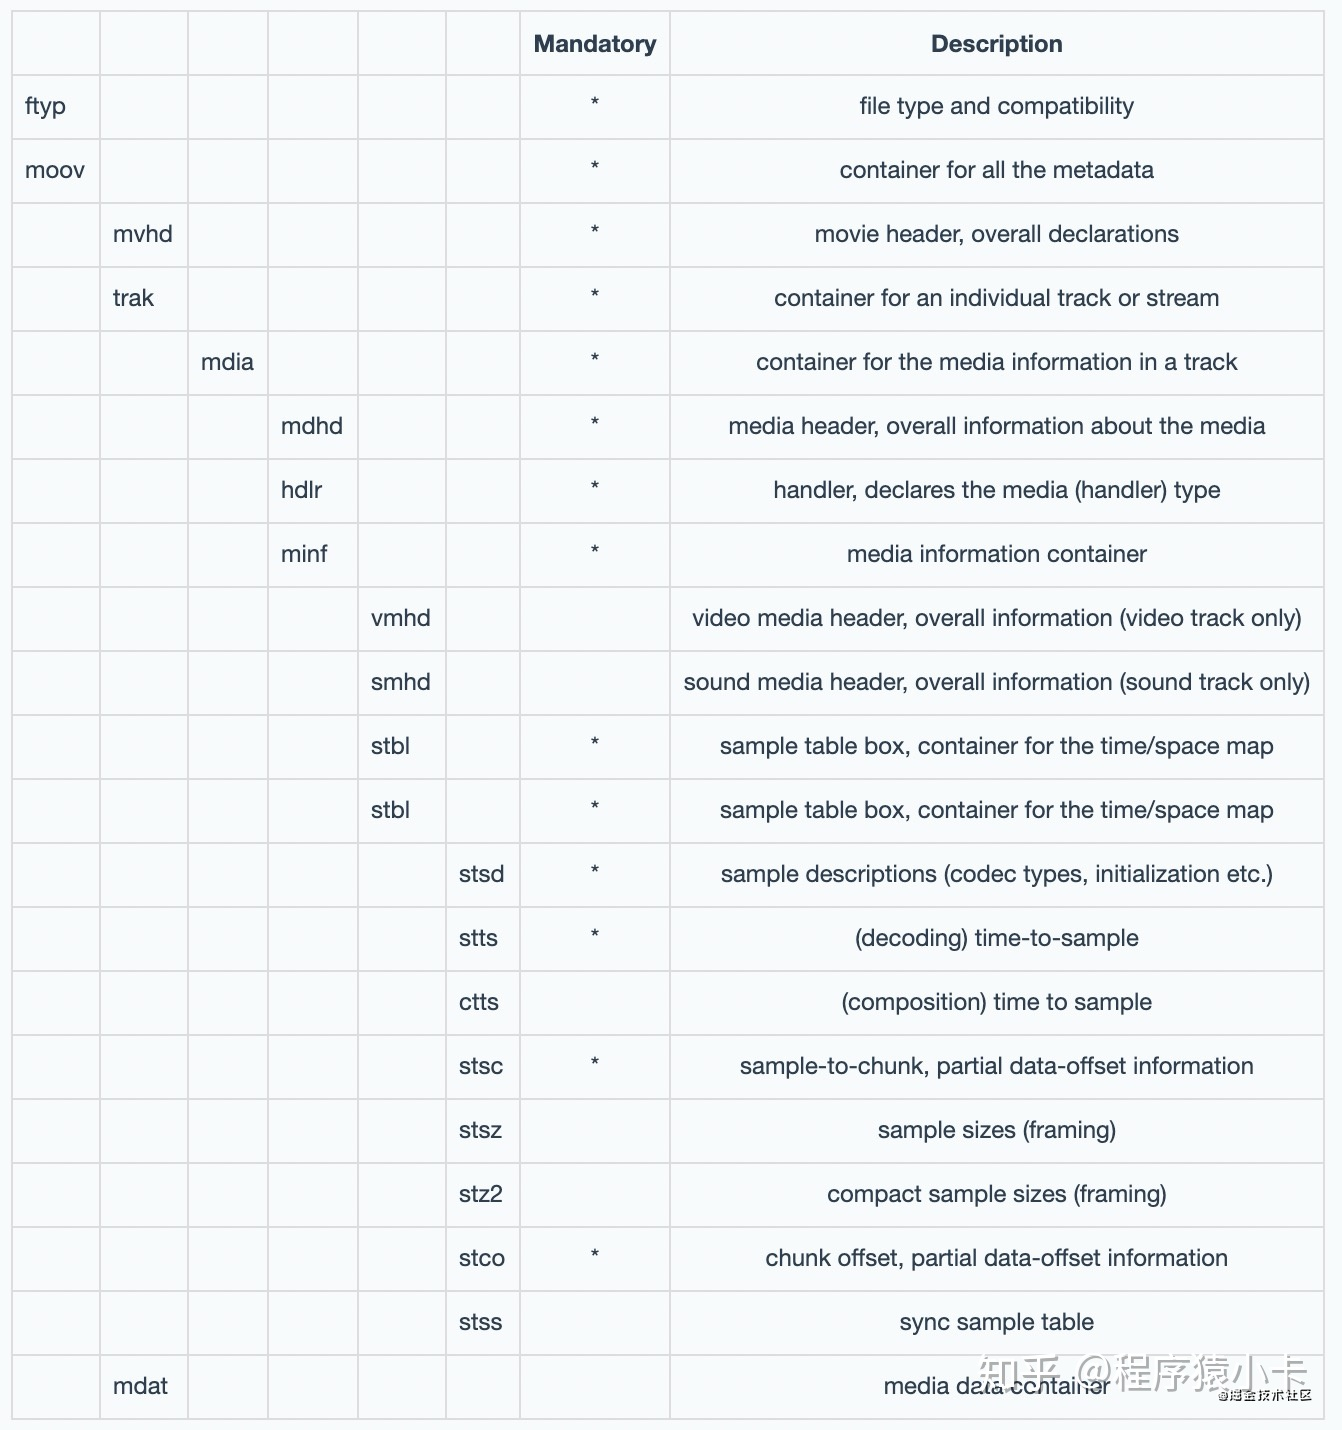 Mandatory Description
ftyp * file type and compatibility
moov * container for all the metadata
mvhd * movie header, overall declarations
trak * container for an individual track or stream
mdia * container for the media information in a track
mdhd * media header, overall information about the media
hdlr * handler, declares the media (handler) type
minf * media information container
vmhd video media header, overall information (video track only)
smhd sound media header, overall information (sound track only)
stbl * sample table box, container for the time/space map
stbl * sample table box, container for the time/space map
stsd * sample descriptions (codec types, initialization etc.)
stts * (decoding) time-to-sample
ctts (composition) time to sample
stsc * sample-to-chunk, partial data-offset information
stsz sample sizes (framing)
stz2 compact sample sizes (framing)
stco * chunk offset, partial data-offset information
stss sync sample table
mdat media data container
知乎 @程序猿小卡
@掘金技术社区